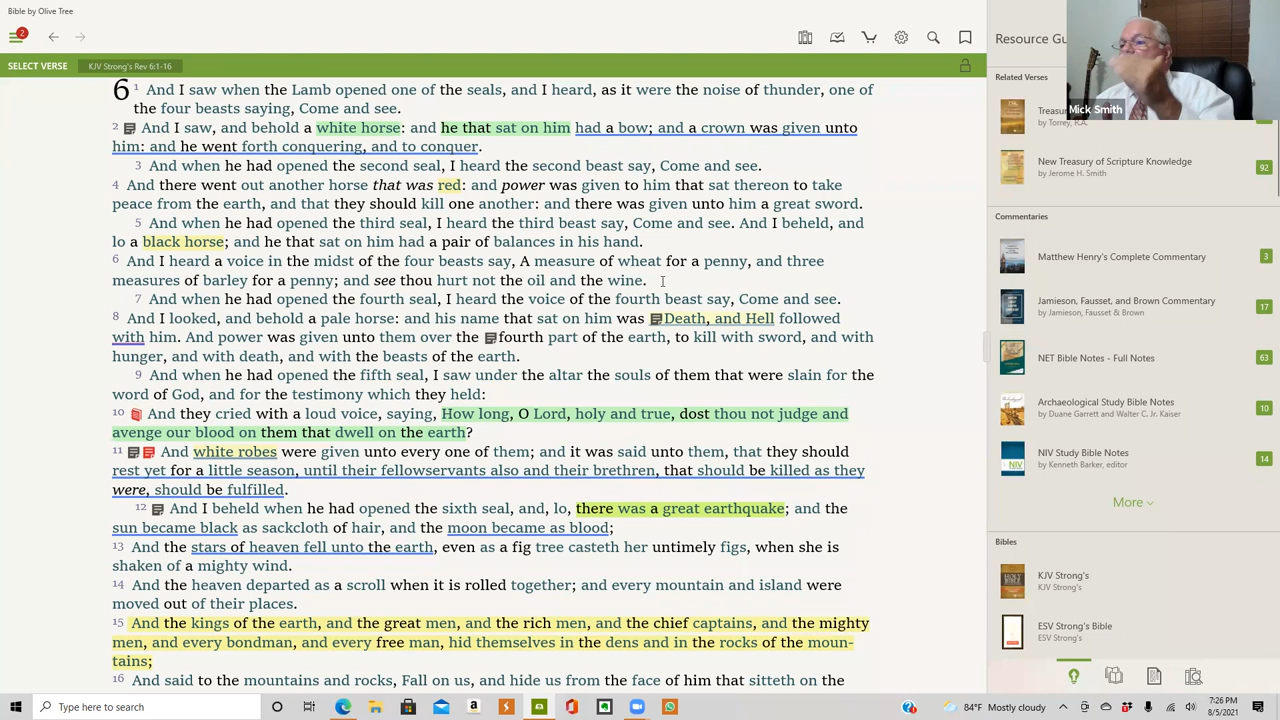 Bible by Olive Tree
2
SELECT VERSE
KJV Strong's Rev 6:1-16
6 1 And I saw when the Lamb opened one of the seals, and I heard, as it were the noise of thunder, one of
the four beasts saying, Come and see.
2 And I saw, and behold a white horse: and he that sat on him had a bow; and a crown was given unto
him: and he went forth conquering, and to conquer.
3 And when he had opened the second seal, I heard the second beast say, Come and see.
4 And there went out another horse that was red: and power was given to him that sat thereon to take
peace from the earth, and that they should kill one another: and there was given unto him a great sword.
5 And when he had opened the third seal, I heard the third beast say, Come and see. And I beheld, and
lo a black horse; and he that sat on him had a pair of balances in his hand.
6 And I heard a voice in the midst of the four beasts say, A measure of wheat for a penny, and three
measures of barley for a penny; and see thou hurt not the oil and the wine.
7 And when he had opened the fourth seal, I heard the voice of the fourth beast say, Come and see.
8 And I looked, and behold a pale horse: and his name that sat on him was Death, and Hell followed
with him. And power was given unto them over the fourth part of the earth, to kill with sword, and with
hunger, and with death, and with the beasts of the earth.
9 And when he had opened the fifth seal, I saw under the altar the souls of them that were slain for the
word of God, and for the testimony which they held:
10 And they cried with a loud voice, saying, How long, O Lord, holy and true, dost thou not judge and
avenge our blood on them that dwell on the earth?
11 And white robes were given unto every one of them; and it was said unto them, that they should
rest yet for a little season, until their fellowservants also and their brethren, that should be killed as they
were, should be fulfilled.
12 And I beheld when he had opened the sixth seal, and, lo, there was a great earthquake; and the
sun became black as sackcloth of hair, and the moon became as blood;
13 And the stars of heaven fell unto the earth, even as a fig tree casteth her untimely figs, when she is
shaken of a mighty wind.
14 And the heaven departed as a scroll when it is rolled together; and every mountain and island were
moved out of their places.
15 And the kings of the earth, and the great men, and the rich men, and the chief captains, and the mighty
men, and every bondman, and every free man, hid themselves in the dens and in the rocks of the moun-
tains;
16 And said to the mountains and rocks, Fall on us, and hide us from the face of him that sitteth on the
Resource Gu
Mick Smith
Related Verses
Treasu
by Torrey, R.A.
New Treasury of Scripture Knowledge
by Jerome H. Smith
92
Commentaries
Matthew Henry's Complete Commentary
3
Jamieson, Fausset, and Brown Commentary
by Jamieson, Fausset & Brown
17
NET Bible Notes - Full Notes
63
Archaeological Study Bible Notes
by Duane Garrett and Walter C. Jr. Kaiser
10
NIV Study Bible Notes
by Kenneth Barker, editor
14
NIV
More
Bibles
KJV Strong's
KJV Strong's
ESV Strong's Bible
ESV Strong's
Type here to search
84°F Mostly cloudy
7:26 PM
8/5/2021